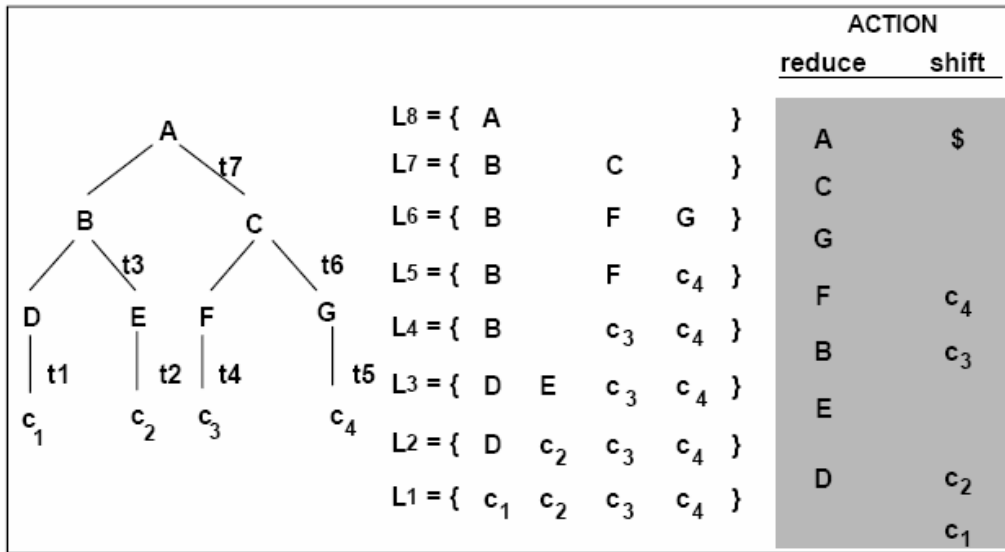 ACTION
reduce shift
A
t7
B C
t3 t6
D E F G
t1 t2 t4 t5
c1 c2 c3 c4
L8 = { A }
L7 = { B C }
L6 = { B F G }
L5 = { B F c4 }
L4 = { B c3 c4 }
L3 = { D E c3 c4 }
L2 = { D c2 c3 c4 }
L1 = { c1 c2 c3 c4 }
A $
C
G
F c4
B c3
E
D c2
c1